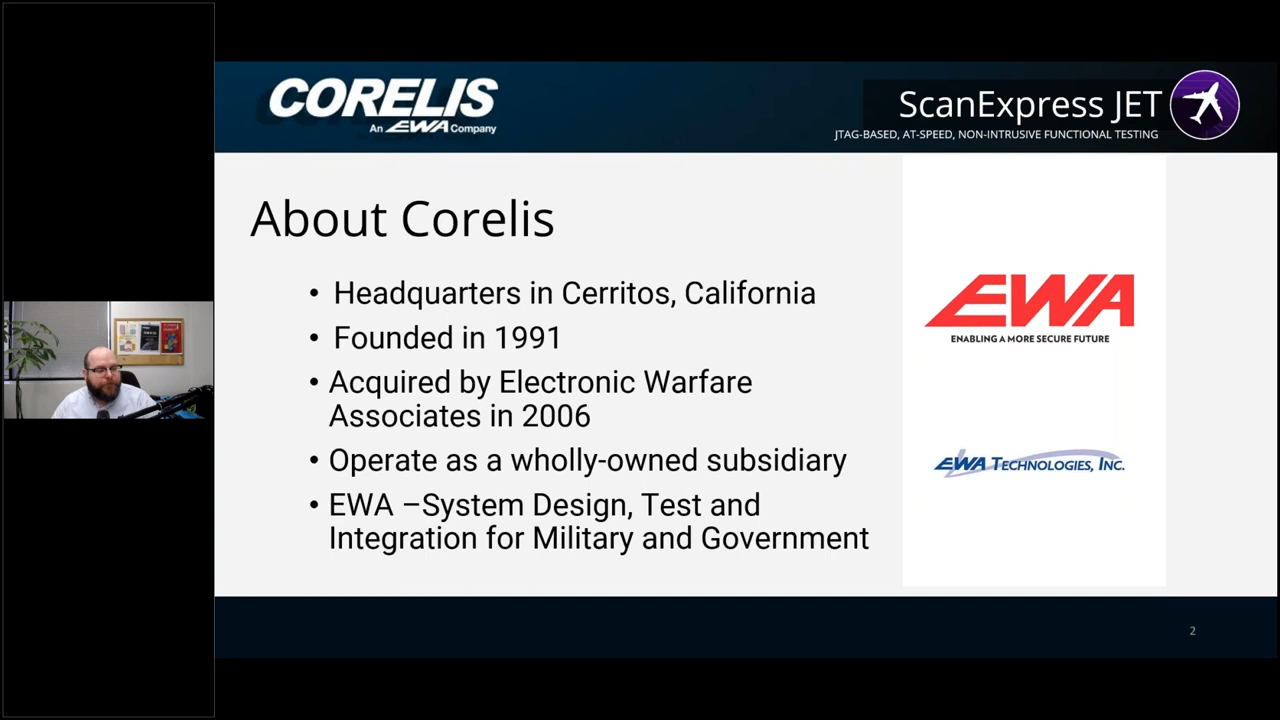 CORELIS
An EWA Company
ScanExpress JET
JTAG-BASED, AT-SPEED, NON-INTRUSIVE FUNCTIONAL TESTING
About Corelis
• Headquarters in Cerritos, California
• Founded in 1991
• Acquired by Electronic Warfare
Associates in 2006
• Operate as a wholly-owned subsidiary
• EWA –System Design, Test and
Integration for Military and Government
EWA
ENABLING A MORE SECURE FUTURE
EWA TECHNOLOGIES, INC.
2